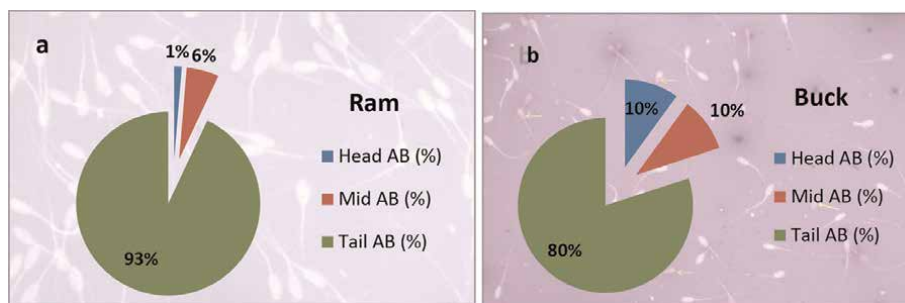 a
1%
6%
Ram
Head AB (%)
Mid AB (%)
Tail AB (%)
93%
b
10%
10%
Buck
Head AB (%)
Mid AB (%)
Tail AB (%)
80%